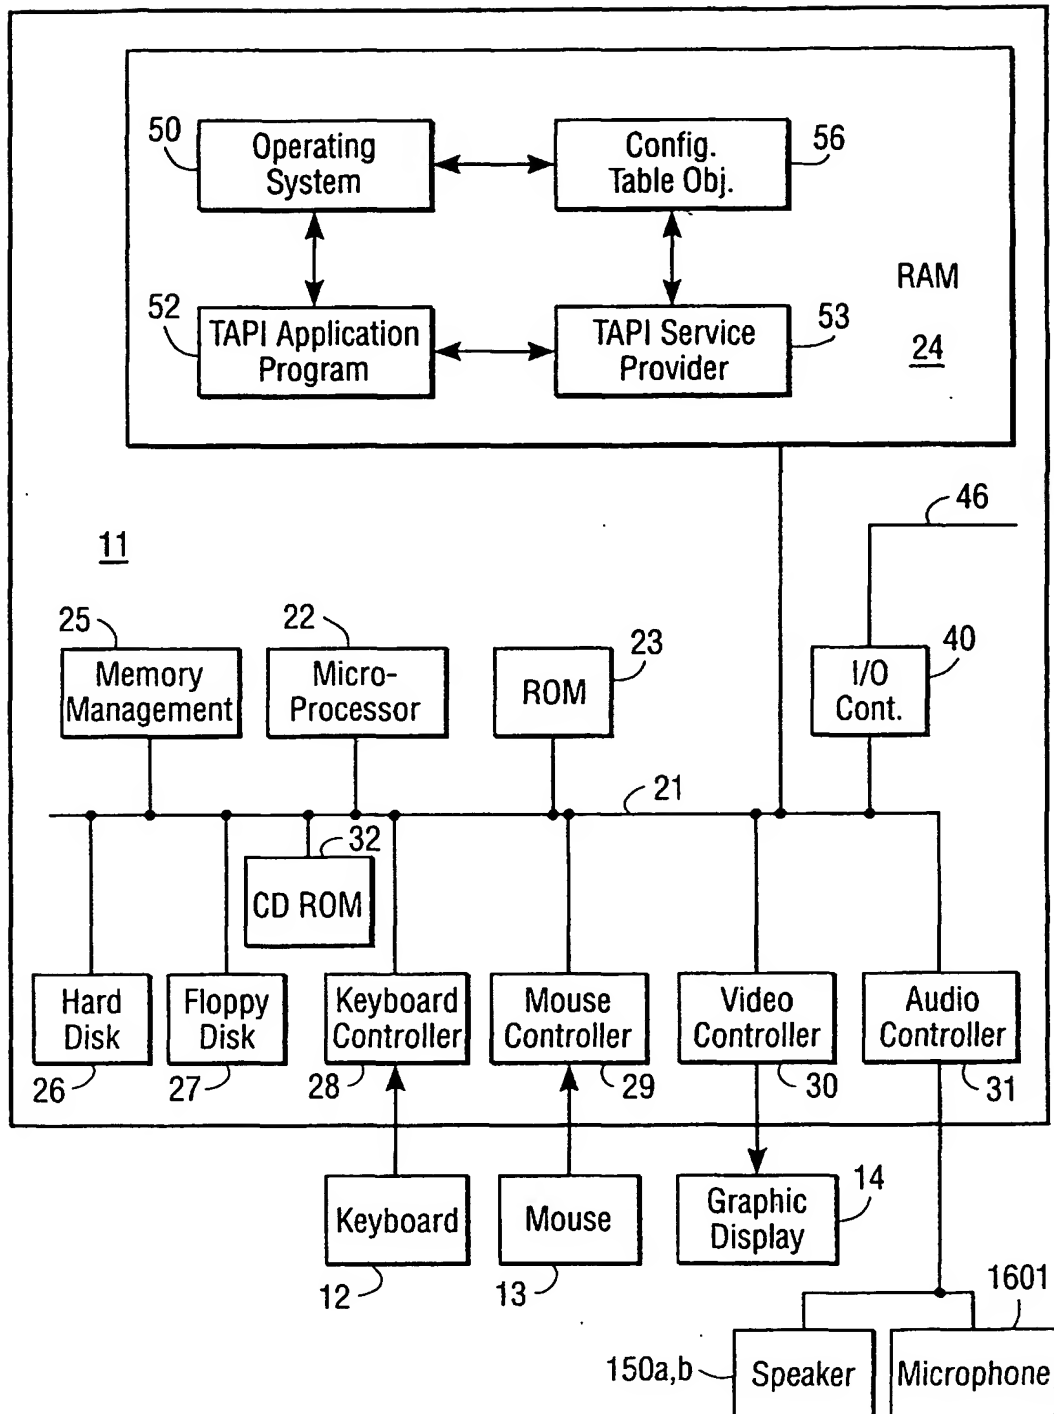 50
Operating
System
Config.
Table Obj.
56
52
TAPI Application
Program
TAPI Service
Provider
53
RAM
24
46
11
25
Memory
Management
22
Micro-
Processor
ROM
23
I/O
Cont.
40
21
32
CD ROM
Hard
Disk
Floppy
Disk
Keyboard
Controller
Mouse
Controller
Video
Controller
Audio
Controller
26
27
28
29
30
31
Keyboard
Mouse
Graphic
Display
14
12
13
1601
150a,b
Speaker
Microphone